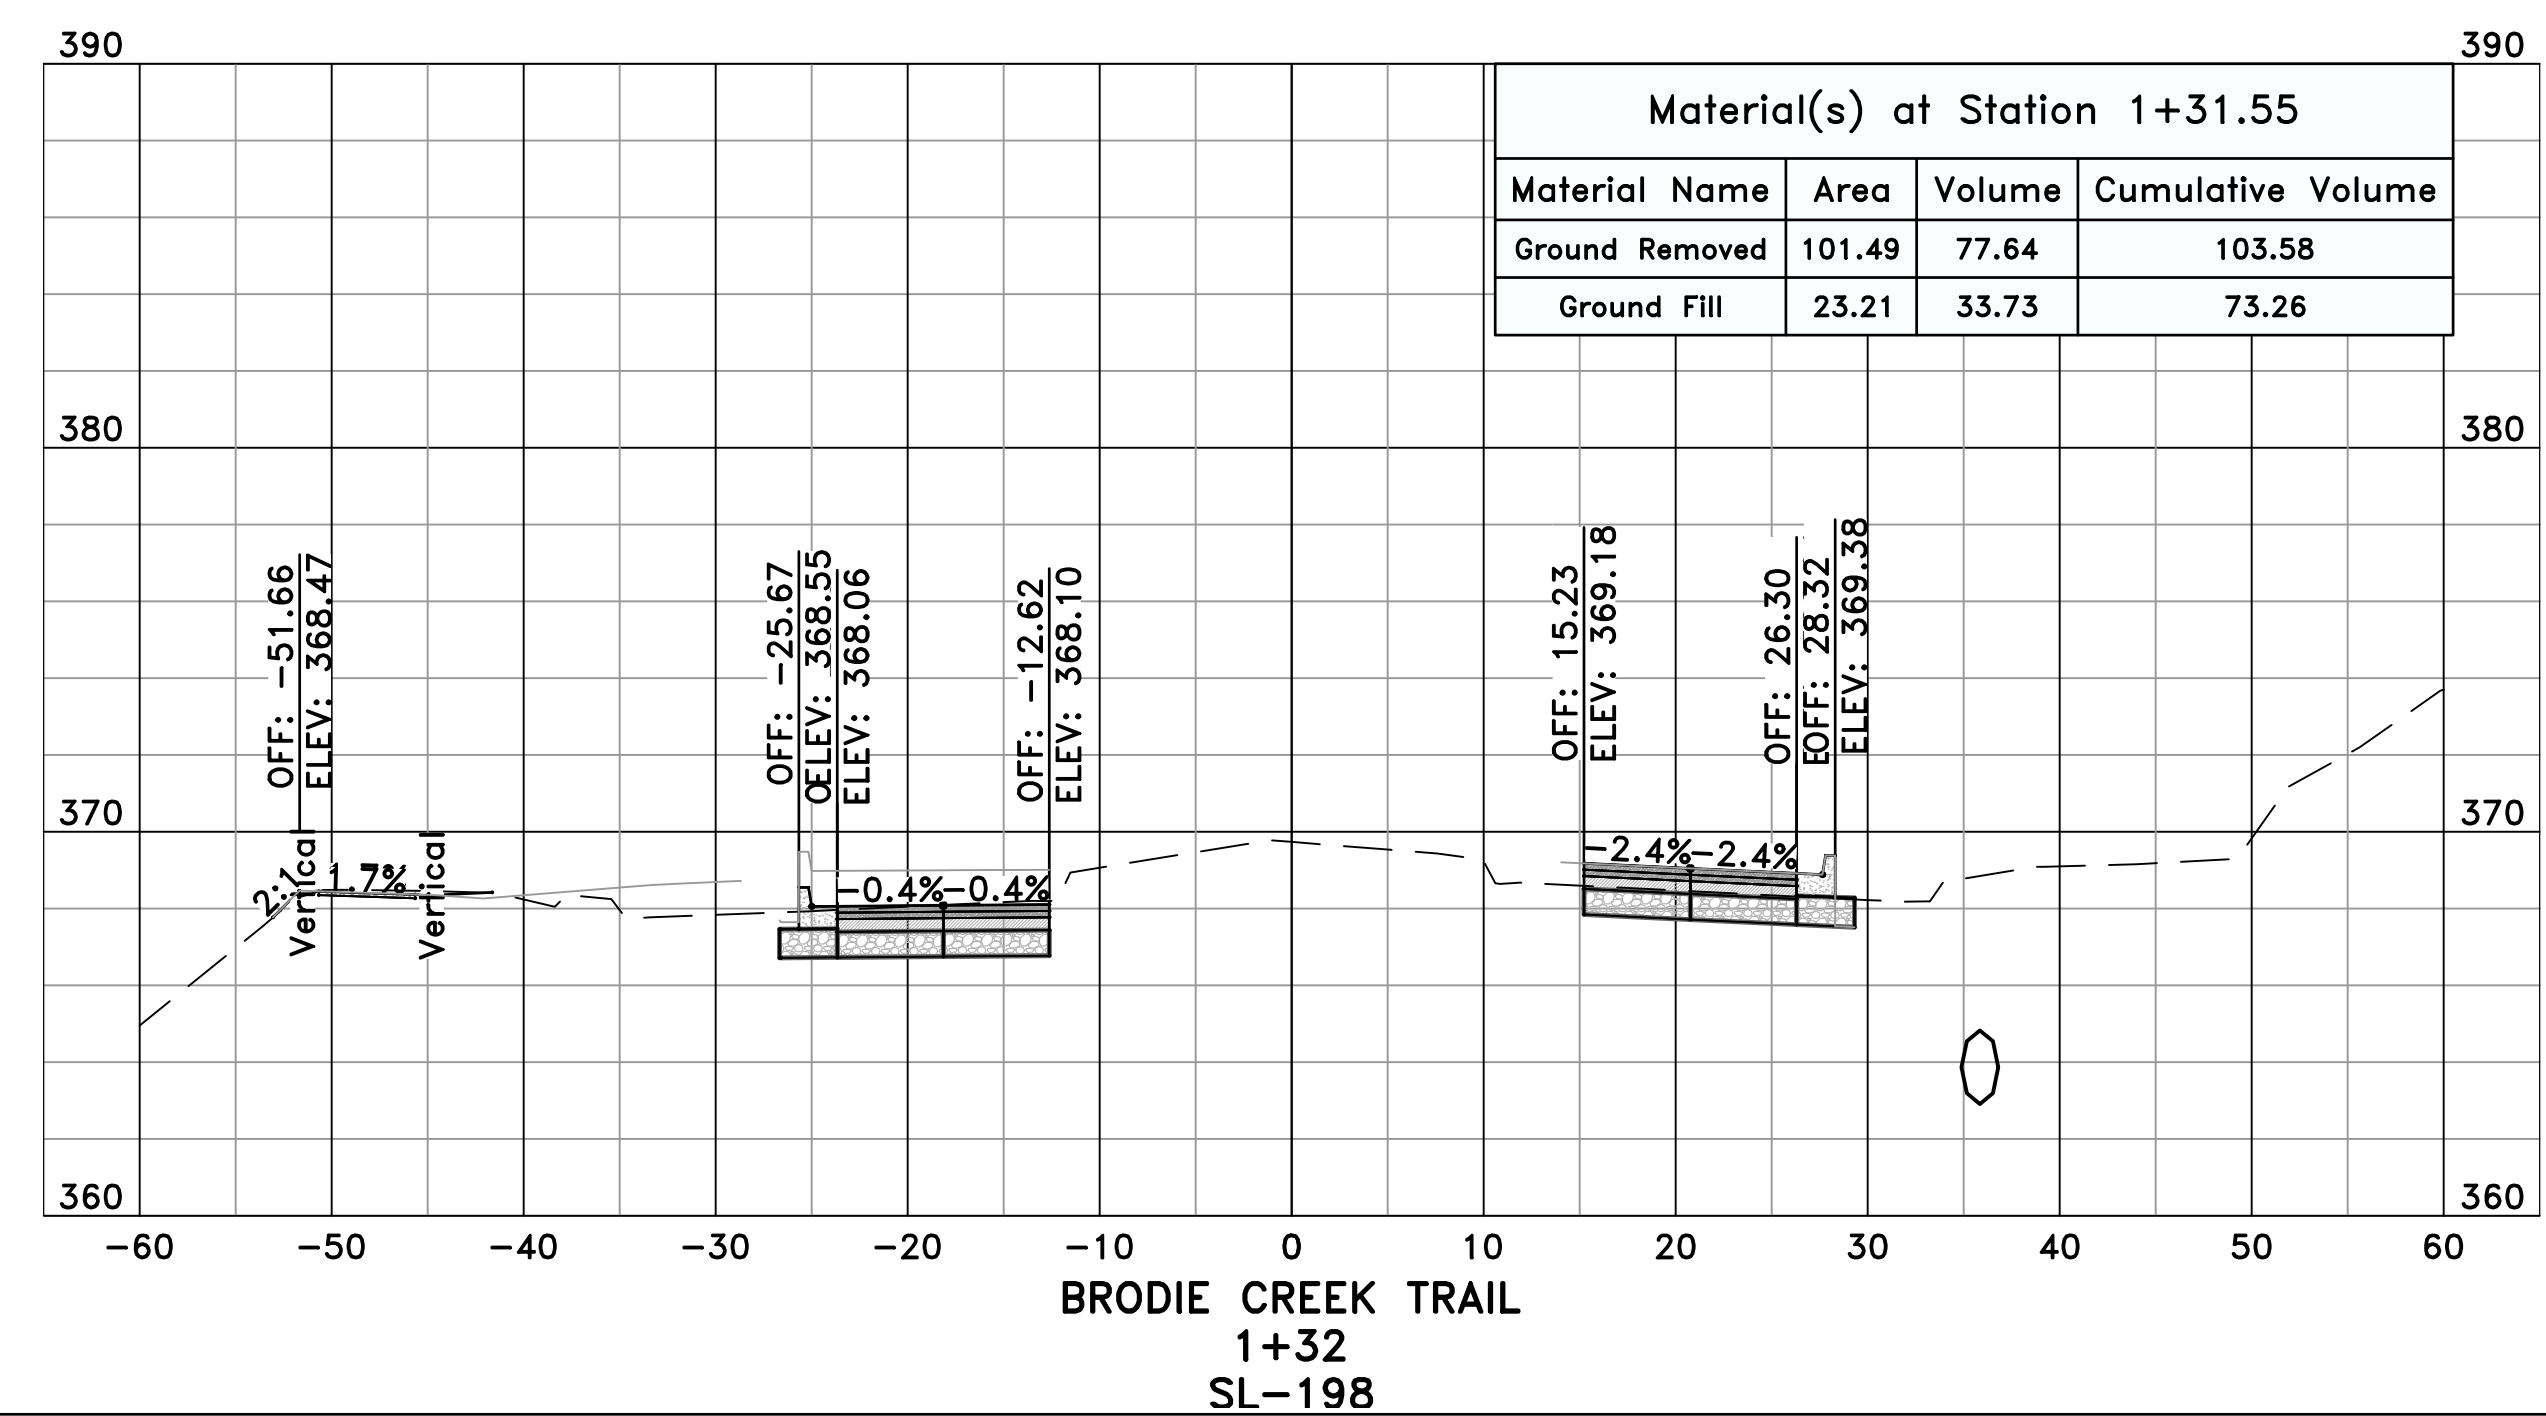 390 390
Material(s) at Station 1+31.55
Material Name Area Volume Cumulative Volume
Ground Removed 101.49 77.64 103.58
Ground Fill 23.21 33.73 73.26
380 380
OFF: -51.66
ELEV: 368.47
OFF: -25.67
ELEV: 368.55
ELEV: 368.06
OFF: -12.62
ELEV: 368.10
OFF: 15.23
ELEV: 369.18
OFF: 26.30
OFF: 28.32
ELEV: 369.38
370 370
2:1
Vertical
1.7%
Vertical
-0.4% -0.4%
-2.4% -2.4%
360 360
-60 -50 -40 -30 -20 -10 0 10 20 30 40 50 60
BRODIE CREEK TRAIL
1+32
SL-198